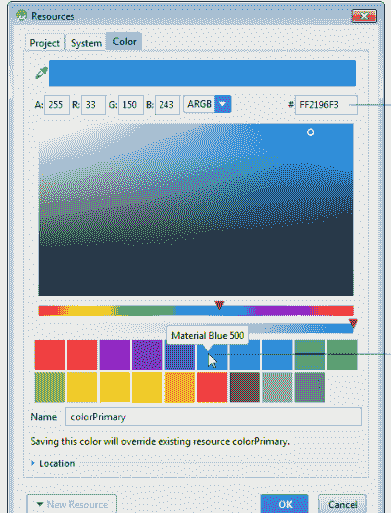 Resources
Project System Color
A: 255 R: 33 G: 150 B: 243 ARGB # FF2196F3
Material Blue 500
Name colorPrimary
Saving this color will override existing resource colorPrimary.
Location
New Resource OK Cancel